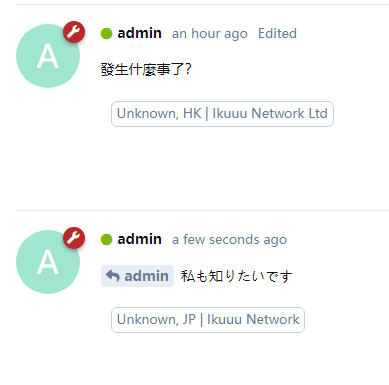 A
admin an hour ago Edited
發生什麼事了?
Unknown, HK | Ikuuu Network Ltd
A
admin a few seconds ago
admin 私も知りたいです
Unknown, JP | Ikuuu Network